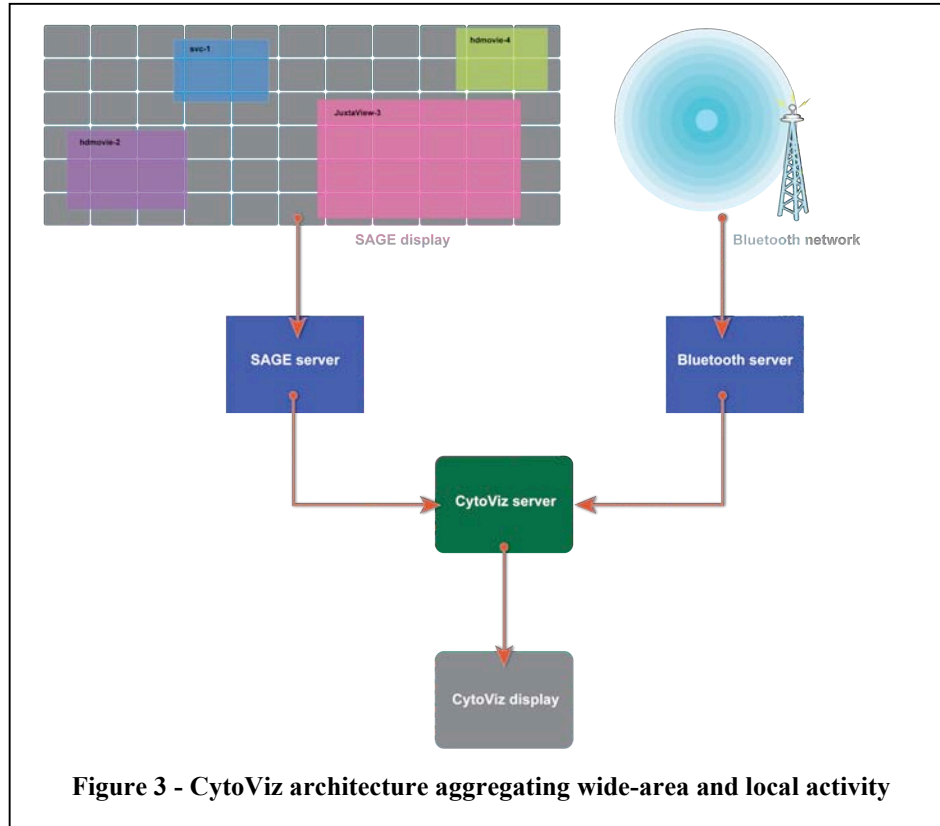 svc-1
hdmovie-4
JuxtaView-3
hdmovie-2
SAGE display
Bluetooth network
SAGE server
Bluetooth server
CytoViz server
CytoViz display
Figure 3 - CytoViz architecture aggregating wide-area and local activity